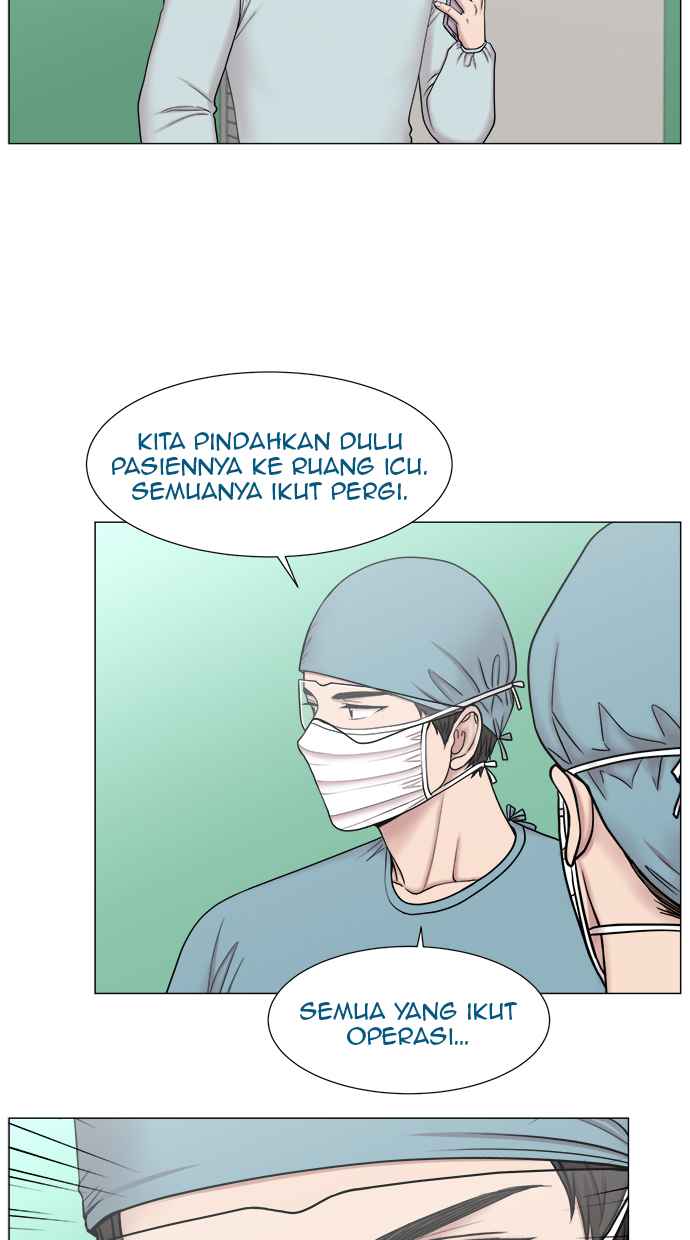 KITA PINDAHKAN DULU
PASIENNYA KE RUANG ICU.
SEMUANYA IKUT PERGI.
SEMUA YANG IKUT
OPERASI...